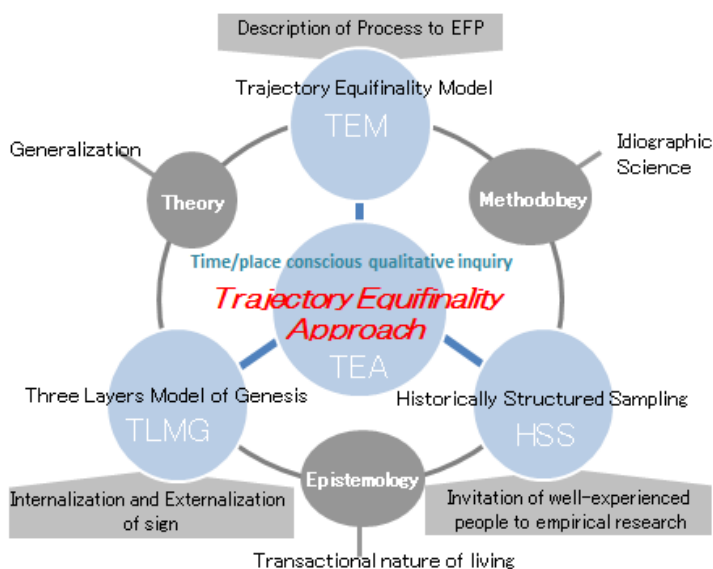 Description of Process to EFP
Trajectory Equifinality Model
TEM
Generalization
Idiographic
Science
Theory
Methodology
Time/place conscious qualitative inquiry
Trajectory Equifinality
Approach
TEA
Three Layers Model of Genesis
TLMG
Historically Structured Sampling
HSS
Epistemology
Internalization and Externalization
of sign
Invitation of well-experienced
people to empirical research
Transactional nature of living